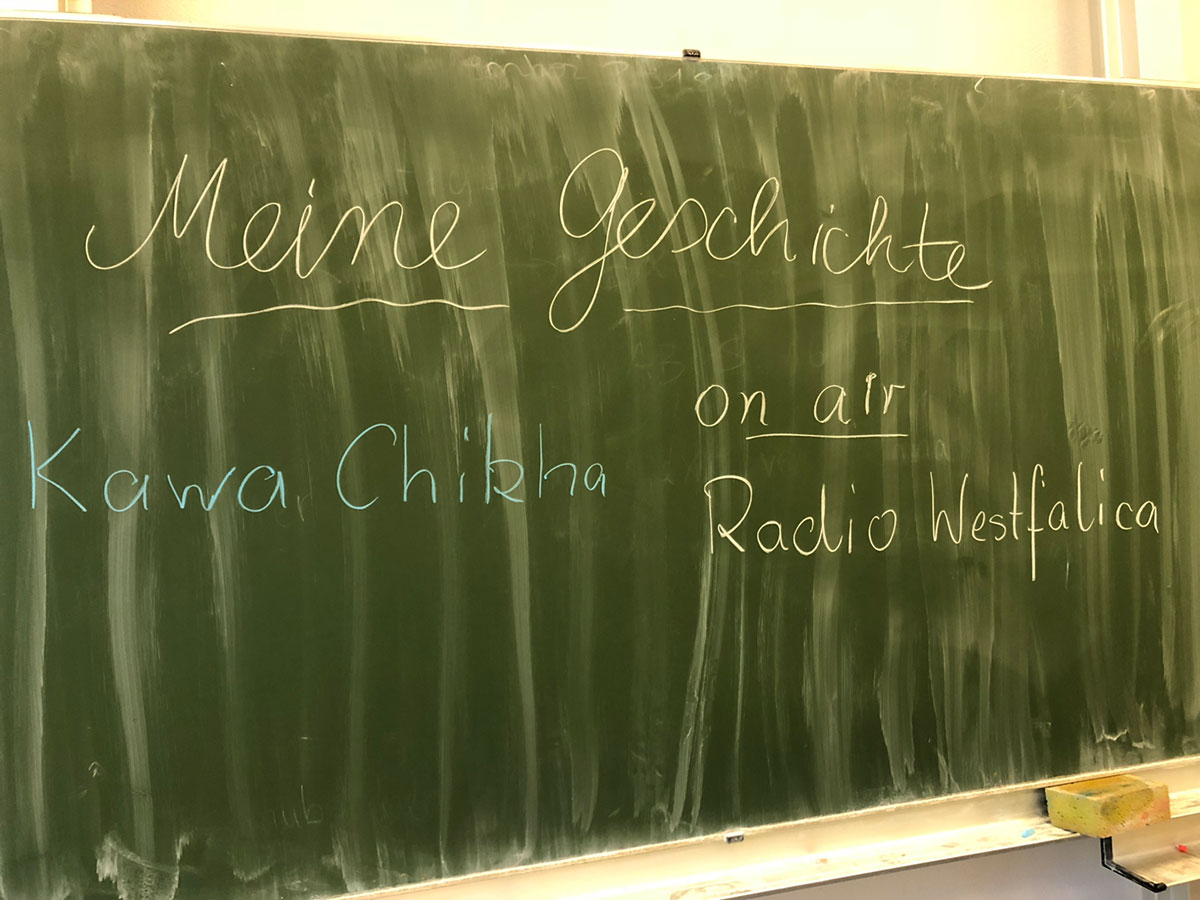 Meine Geschichte
on air
Kawa Chikha
Radio Westfalica